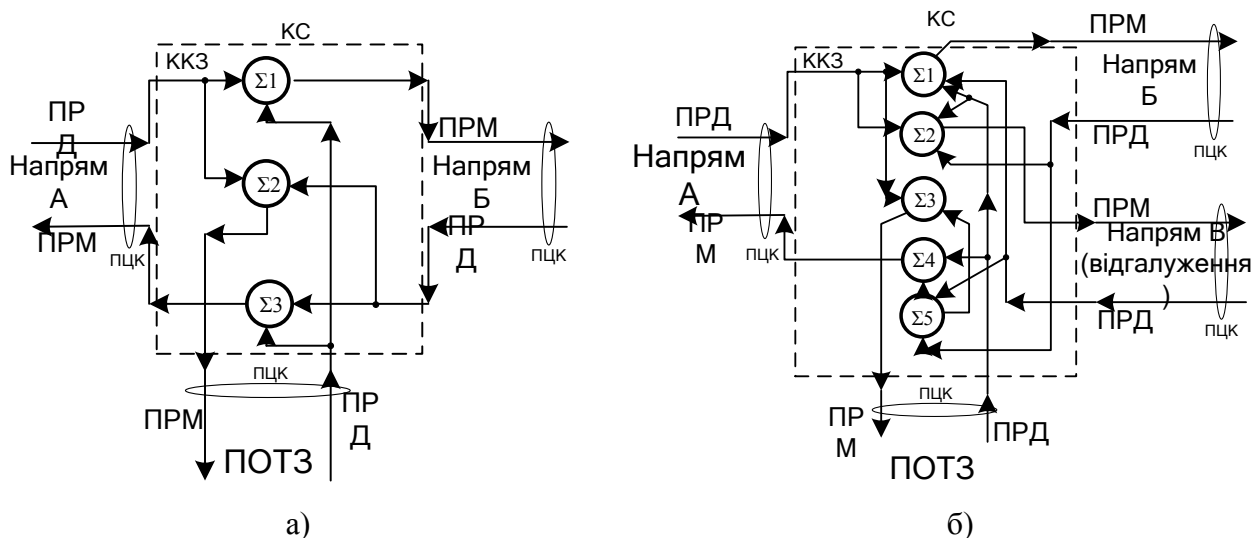 КС
ККЗ
Σ1
ПР
Д
Напрям
А
ПРМ
ПЦК
Σ2
Σ3
ПРМ
Напрям
Б
ПР
Д
ПЦК
ПЦК
ПРМ
ПР
Д
ПОТЗ
а)
КС
ККЗ
Σ1
ПРМ
Напрям
Б
ПРД
ПЦК
ПРД
Напрям
А
ПР
М
ПЦК
Σ2
Σ3
Σ4
Σ5
ПРМ
Напрям В
(відгалуження
)
ПРД
ПЦК
ПЦК
ПР
М
ПРД
ПОТЗ
б)